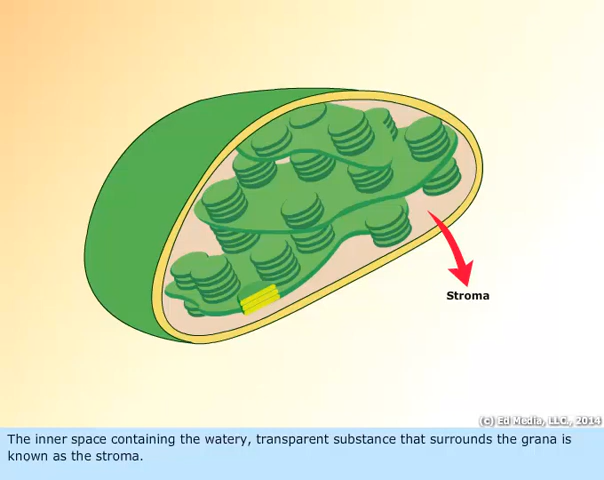 Stroma
(c) Ed Media, LLC., 2014
The inner space containing the watery, transparent substance that surrounds the grana is
known as the stroma.